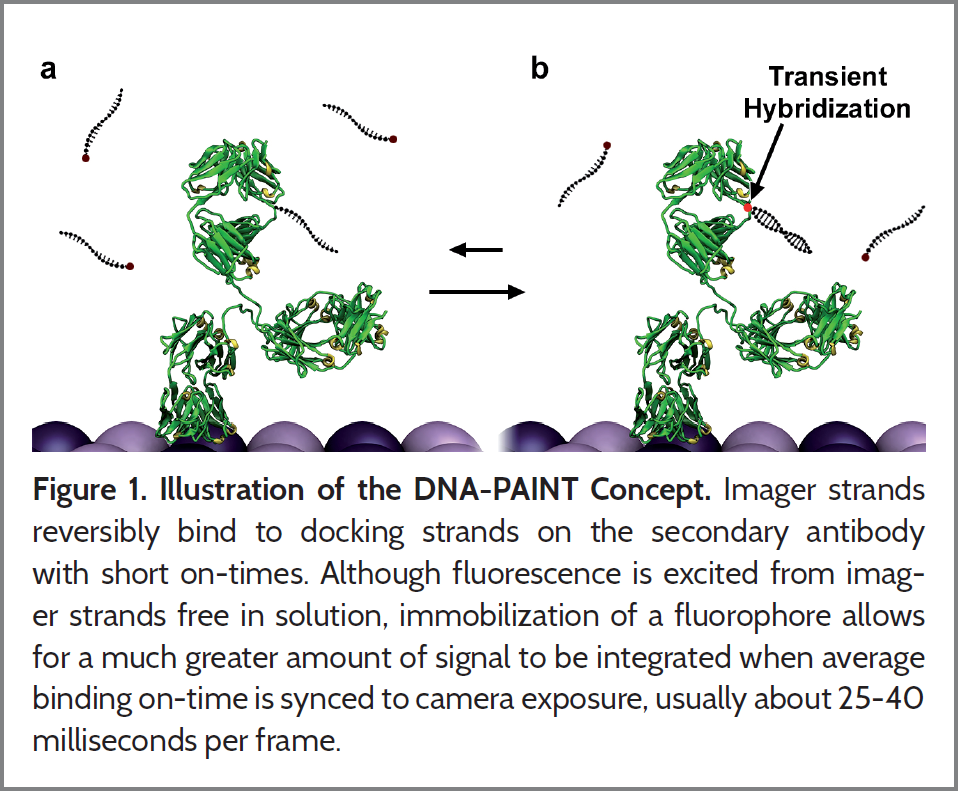 a
b
Transient
Hybridization
Figure 1. Illustration of the DNA-PAINT Concept. Imager strands
reversibly bind to docking strands on the secondary antibody
with short on-times. Although fluorescence is excited from imag-
er strands free in solution, immobilization of a fluorophore allows
for a much greater amount of signal to be integrated when average
binding on-time is synced to camera exposure, usually about 25-40
milliseconds per frame.